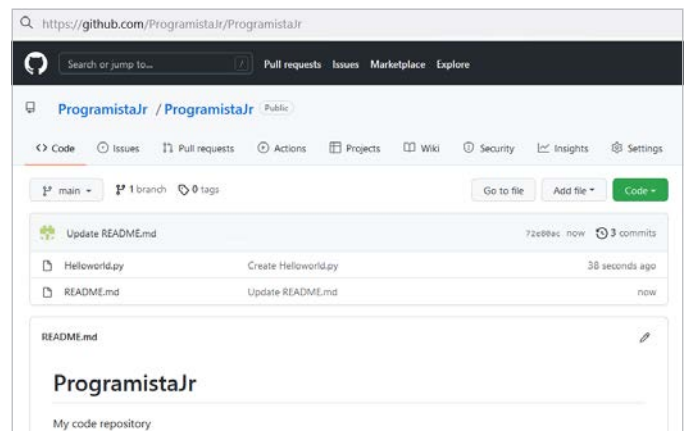 https://github.com/ProgramistaJr/ProgramistaJr
Search or jump to... / Pull requests Issues Marketplace Explore
ProgramistaJr / ProgramistaJr Public
<> Code Issues Pull requests Actions Projects Wiki Security Insights Settings
main 1 branch 0 tags Go to file Add file Code
Update README.md 72e00ac now 3 commits
Helloworld.py Create Helloworld.py 38 seconds ago
README.md Update README.md now
README.md
ProgramistaJr
My code repository